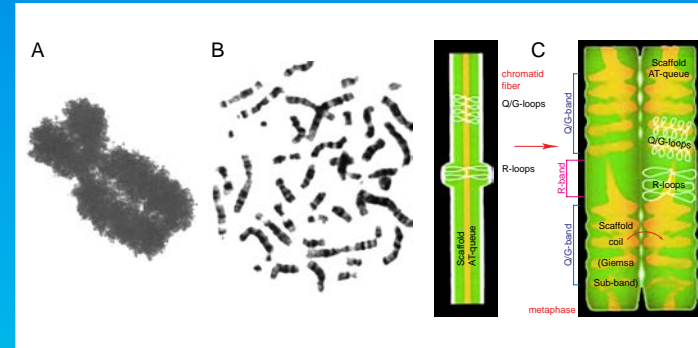 A
B
C
chromatid
fiber
Q/G-loops
R-loops
Scaffold
AT-queue
Q/G-band
R-band
Q/G-band
Scaffold
AT-queue
Q/G-loops
R-loops
Scaffold
coil
(Giemsa
Sub-band)
metaphase